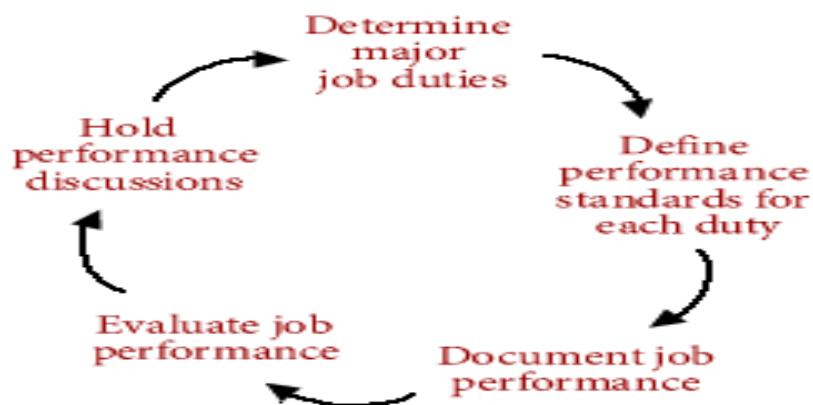 Determine
major
job duties
Define
performance
standards for
each duty
Document job
performance
Evaluate job
performance
Hold
performance
discussions